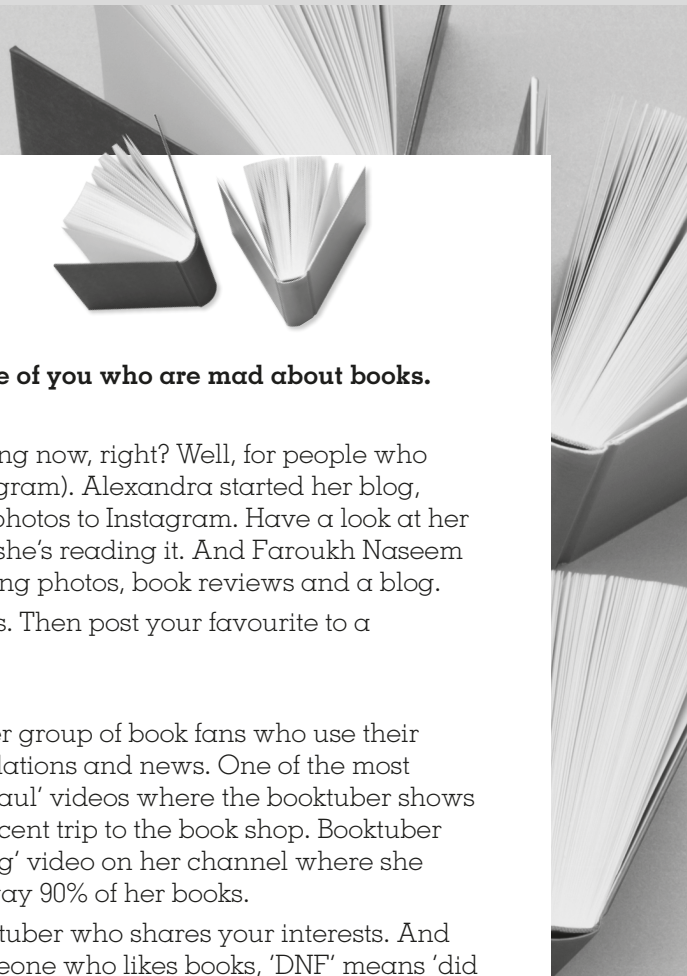 e of you who are mad about books.
ng now, right? Well, for people who
gram). Alexandra started her blog,
photos to Instagram. Have a look at her
she's reading it. And Faroukh Naseem
ng photos, book reviews and a blog.
s. Then post your favourite to a
er group of book fans who use their
lations and news. One of the most
aul' videos where the booktuber shows
cent trip to the book shop. Booktuber
g' video on her channel where she
ay 90% of her books.
tuber who shares your interests. And
eone who likes books, 'DNF' means 'did